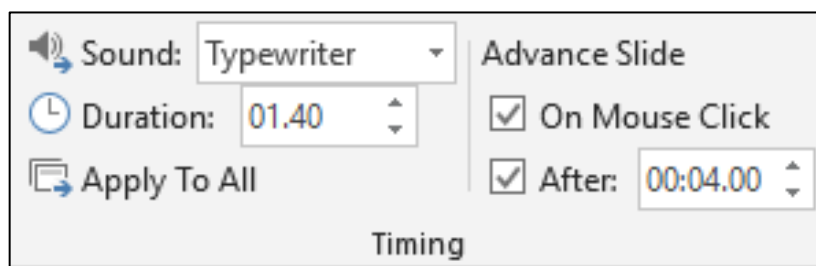 Sound: Typewriter
Duration: 01.40
Apply To All
Advance Slide
On Mouse Click
After: 00:04.00
Timing